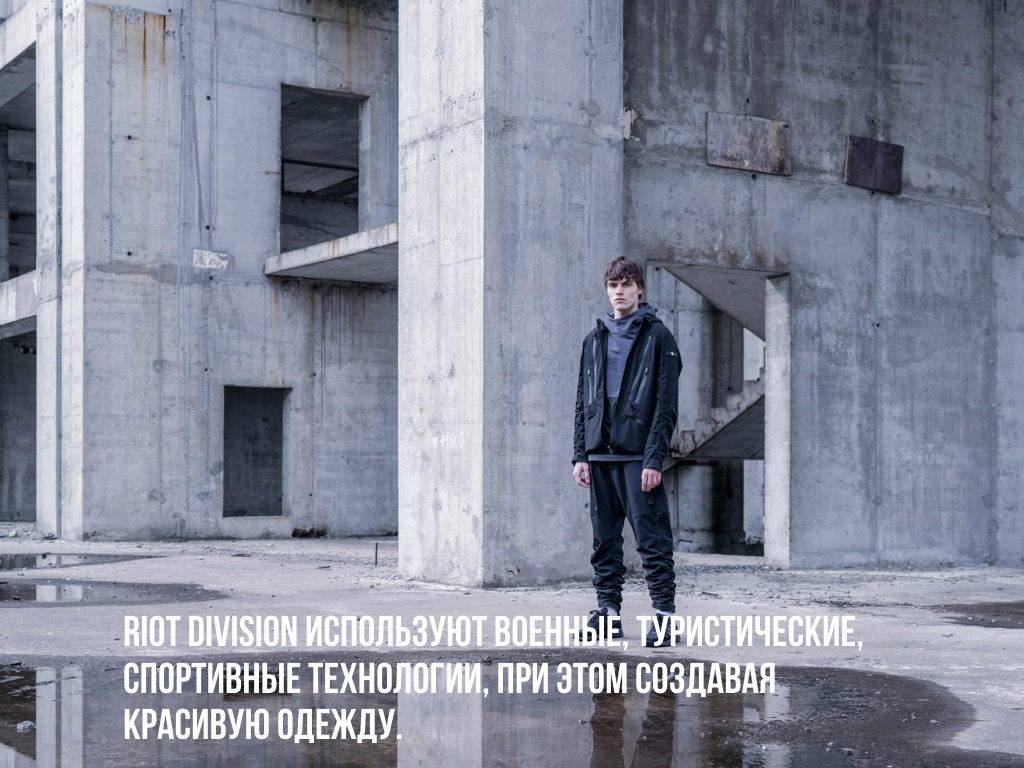 RIOT DIVISION ИСПОЛЬЗУЮТ ВОЕННЫЕ, ТУРИСТИЧЕСКИЕ,
СПОРТИВНЫЕ ТЕХНОЛОГИИ, ПРИ ЭТОМ СОЗДАВАЯ
КРАСИВУЮ ОДЕЖДУ.